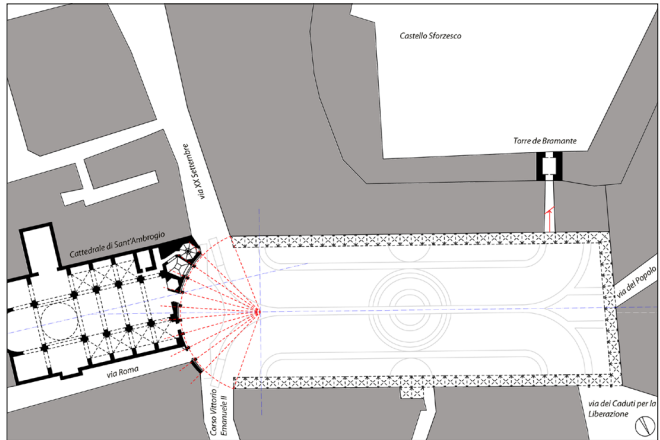 Castello Sforzesco
Torre de Bramante
via XX Settembre
Cattedrale di Sant'Ambrogio
via del Popolo
via Roma
Corso Vittorio
Emanuele II
via dei Caduti per la
Liberazione